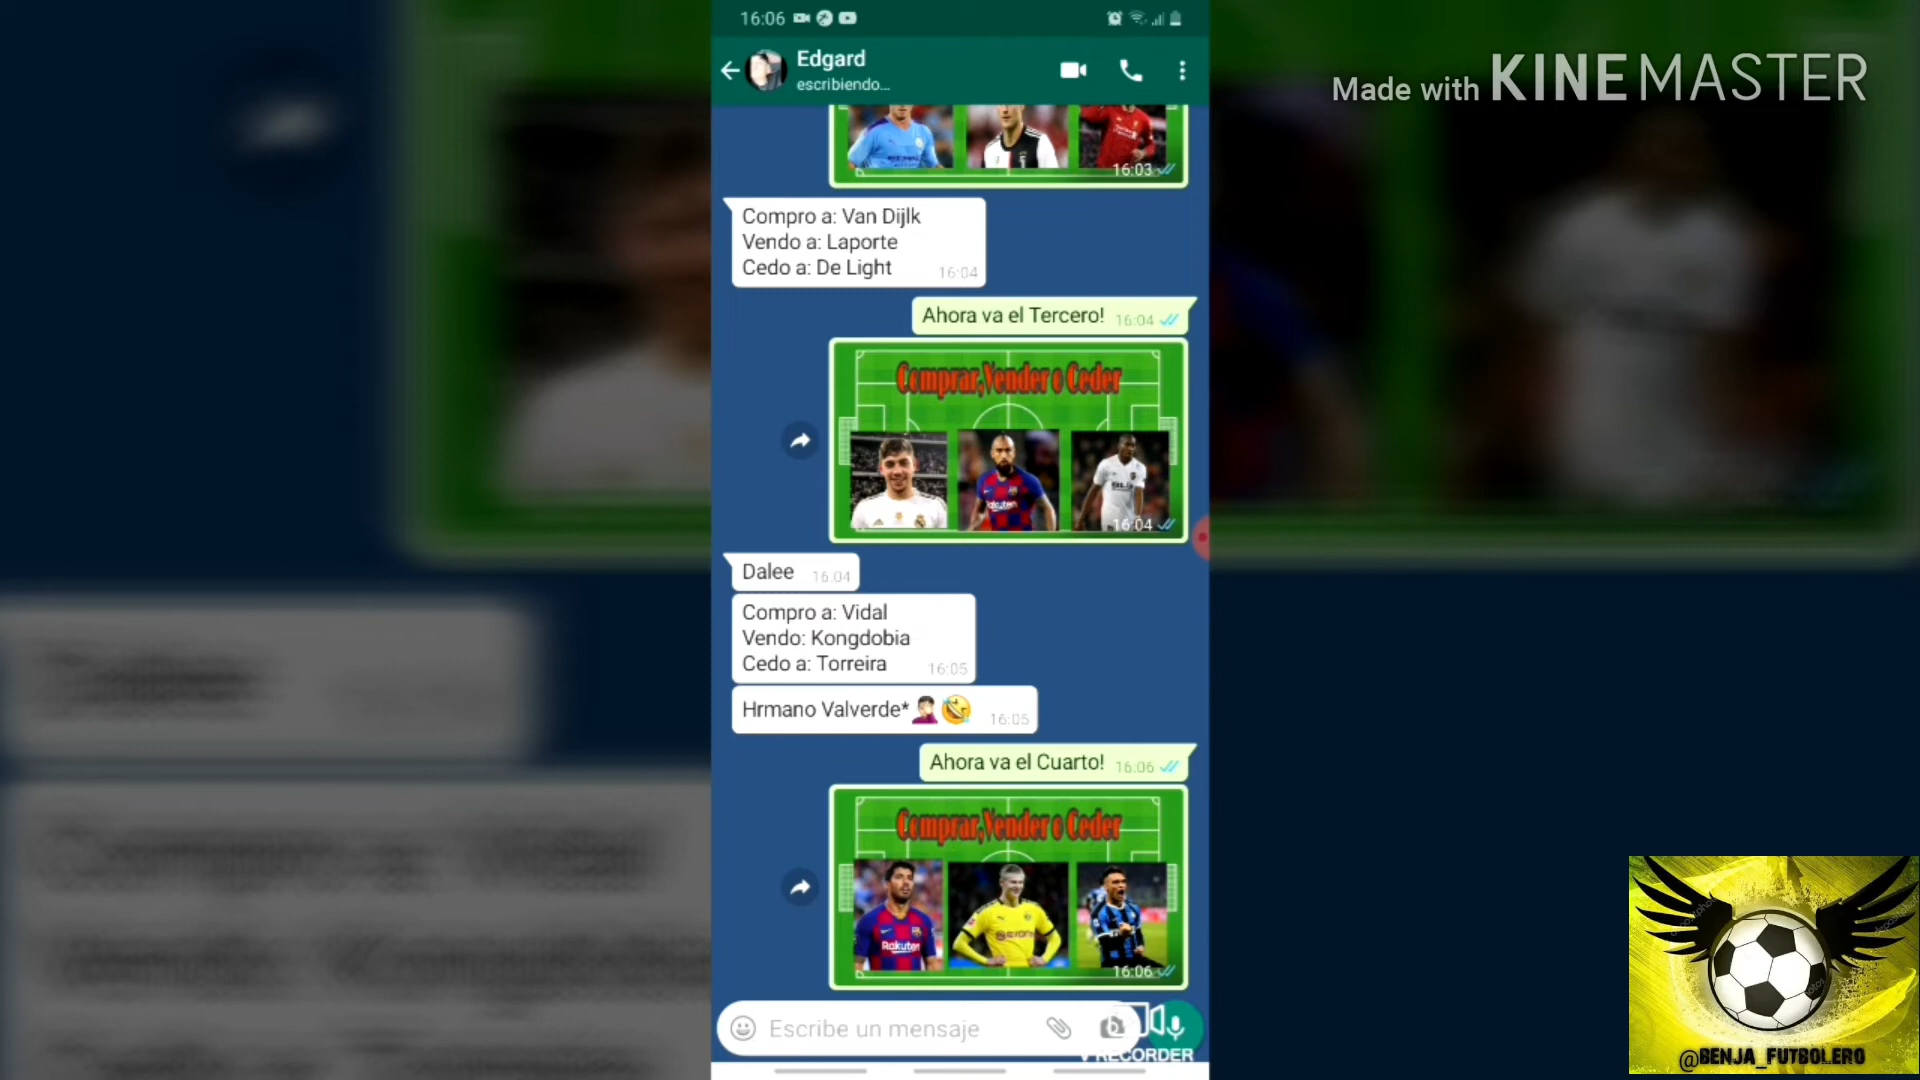 16:06
Edgard
escribiendo...
Made with KINEMASTER
16:03
Compro a: Van Dijlk
Vendo a: Laporte
Cedo a: De Light
16:04
Ahora va el Tercero! 16:04
Comprar,Vender o Ceder
Rakuten
16:04
Dalee 16:04
Compro a: Vidal
Vendo: Kongdobia
Cedo a: Torreira
16:05
Hrmano Valverde* 16:05
Ahora va el Cuarto! 16:06
Comprar,Vender o Ceder
Rakuten
16:06
Escribe un mensaje
V RECORDER
@BENJA_FUTBOLERO